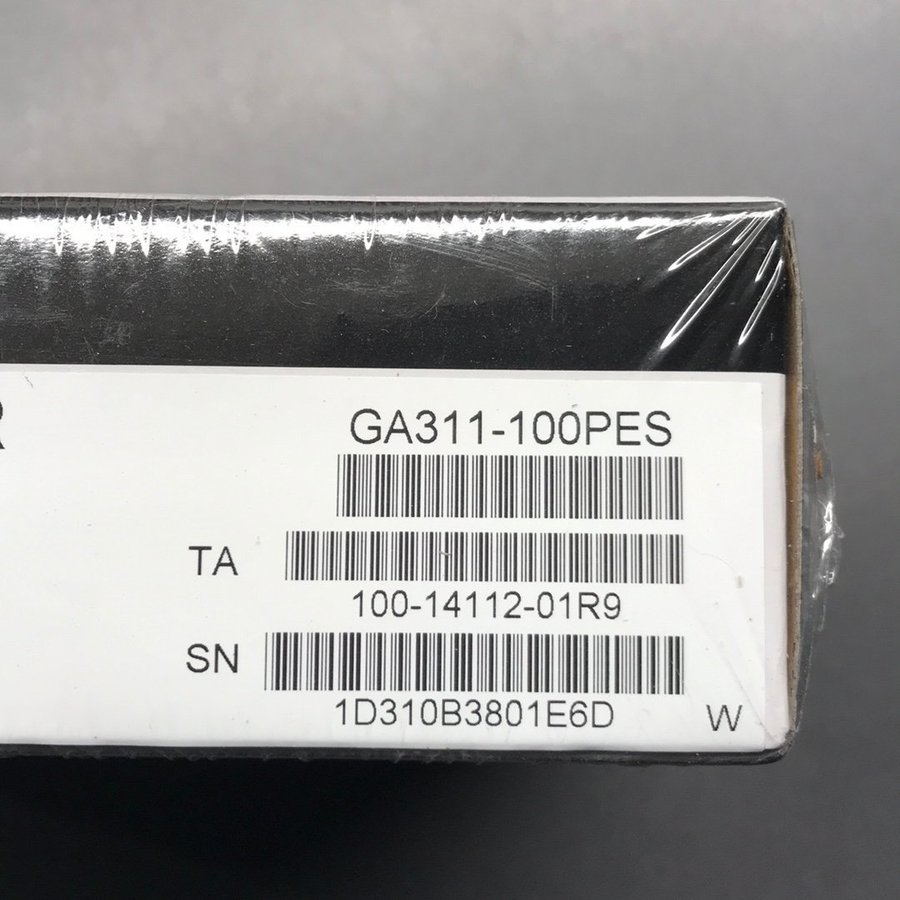 R
GA311-100PES
TA
100-14112-01R9
SN
1D310B3801E6D
W